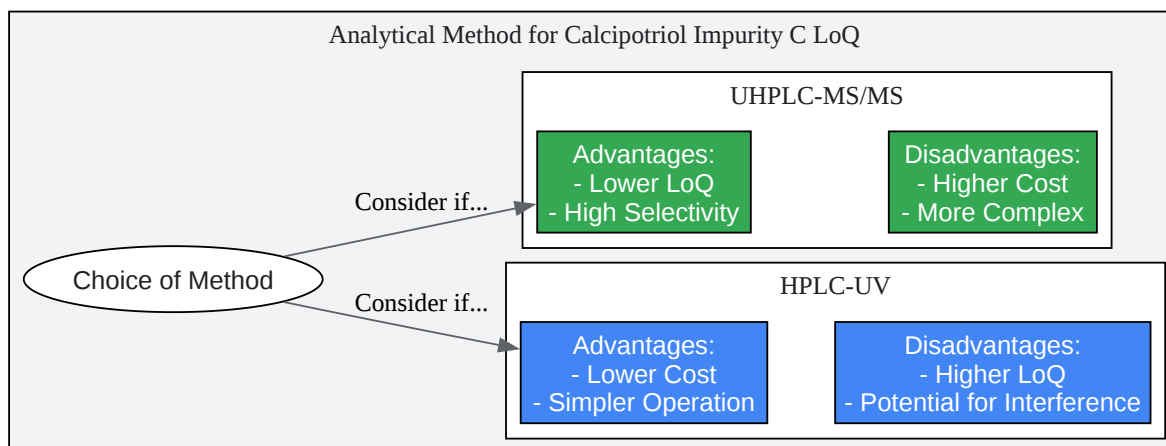 Analytical Method for Calcipotriol Impurity C LoQ
UHPLC-MS/MS
Advantages:
- Lower LoQ
- High Selectivity
Disadvantages:
- Higher Cost
- More Complex
Consider if...
Choice of Method
Consider if...
HPLC-UV
Advantages:
- Lower Cost
- Simpler Operation
Disadvantages:
- Higher LoQ
- Potential for Interference